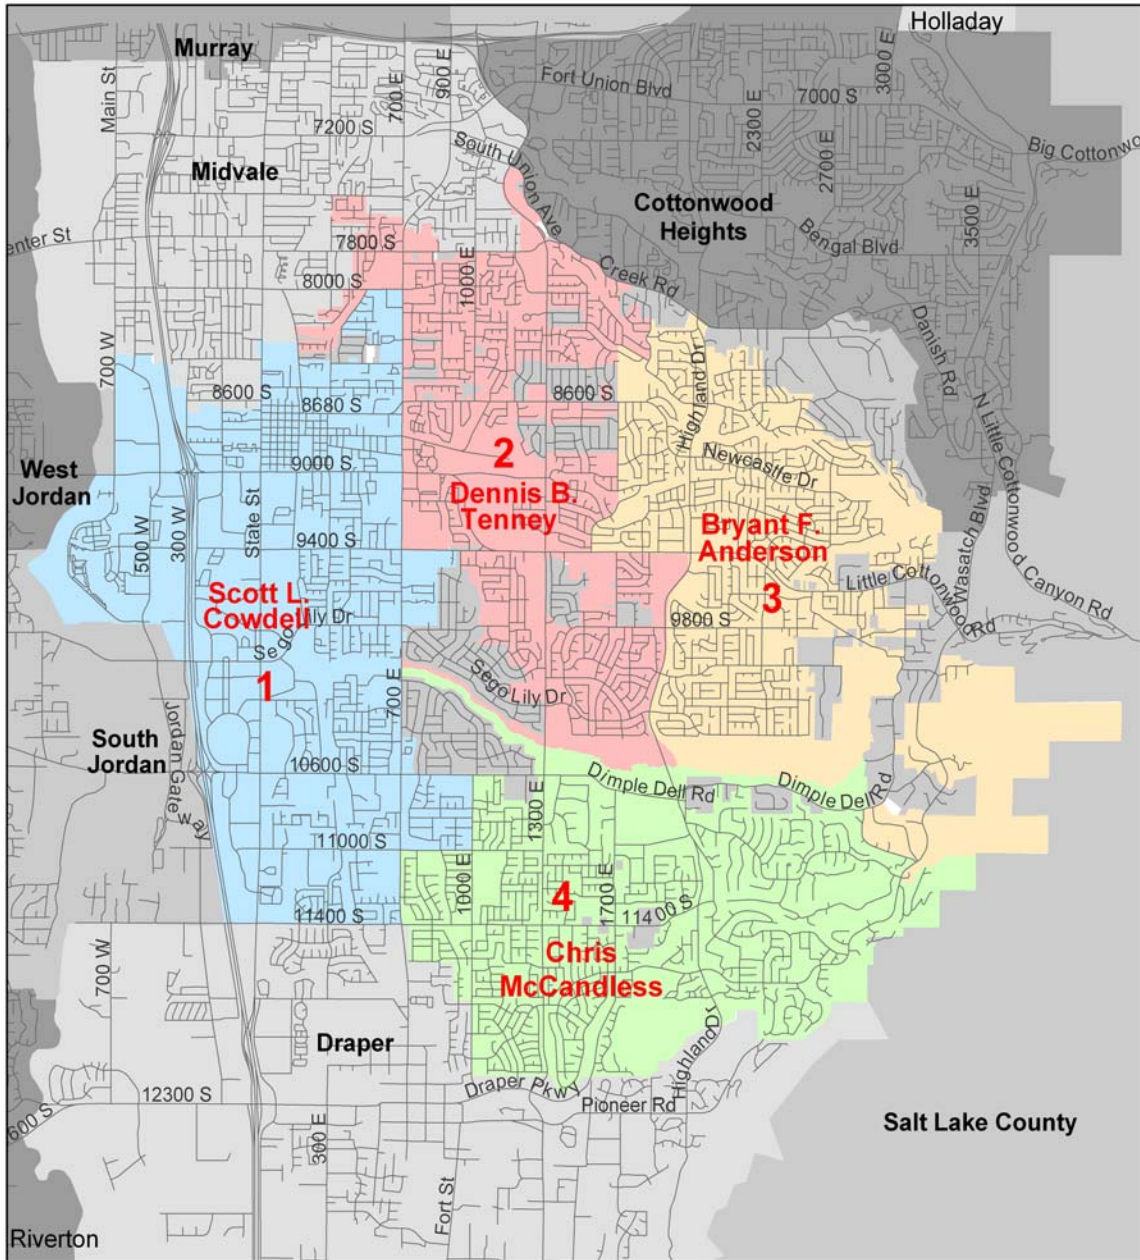 Holladay
Murray
Main St
700 E
900 E
Fort Union Blvd
3000 E
7000 S
7200 S
2300 E
2700 E
Big Cottonwo
South Union Ave
Midvale
Cottonwood
Heights
3500 E
enter St
7800 S
Bengal Blvd
8000 S
1000 E
Creek Rd
Danish Rd
700 W
8600 S
8680 S
8600 S
Highland Dr
N Little Cottonwood Canyon Rd
9000 S
2
Newcastle Dr
West
Jordan
State St
Dennis B.
Tenney
Bryant F.
Anderson
500 W
300 W
9400 S
Wasatch Blvd
Scott L.
Cowdell
Sego Lily Dr
3
Little Cottonwood Rd
9800 S
1
700 E
Sego Lily Dr
South
Jordan
Jordan Gateway
10600 S
Dimple Dell Rd
Dimple Dell Rd
1300 E
11000 S
1000 E
4
1700 E
11400 S
11400 S
700 W
Chris
McCandless
Draper
Highland Dr
12300 S
Draper Pkwy
Pioneer Rd
600 S
300 E
Salt Lake County
Fort St
Riverton